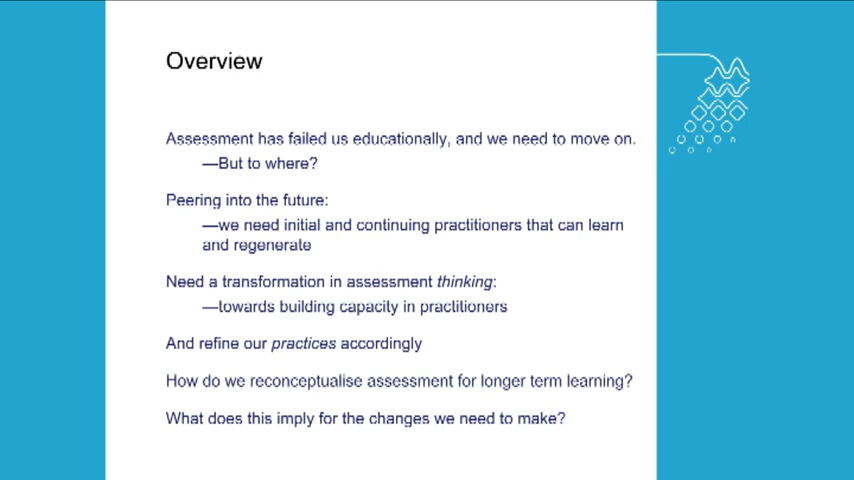 Overview
Assessment has failed us educationally, and we need to move on.
—But to where?
Peering into the future:
—we need initial and continuing practitioners that can learn
and regenerate
Need a transformation in assessment thinking:
—towards building capacity in practitioners
And refine our practices accordingly
How do we reconceptualise assessment for longer term learning?
What does this imply for the changes we need to make?